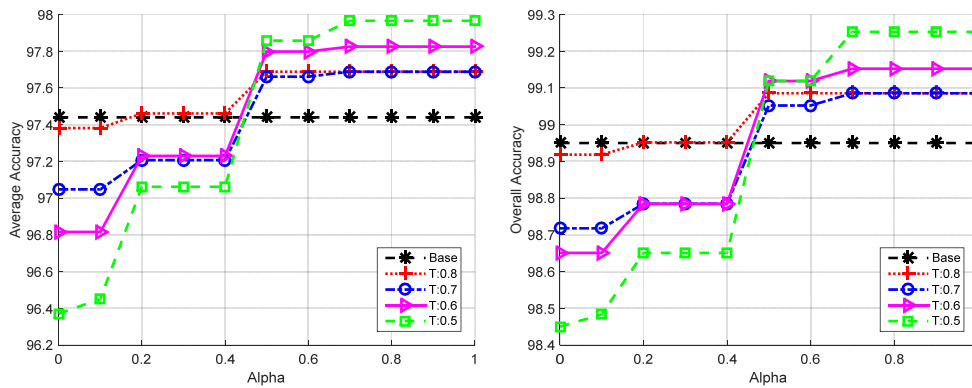 98
97.8
97.6
97.4
97.2
97
96.8
96.6
96.4
96.2
Average Accuracy
0
0.2
0.4
0.6
0.8
1
Alpha
Base
T:0.8
T:0.7
T:0.6
T:0.5
99.3
99.2
99.1
99
98.9
98.8
98.7
98.6
98.5
98.4
Overall Accuracy
0
0.2
0.4
0.6
0.8
Alpha
Base
T:0.8
T:0.7
T:0.6
T:0.5